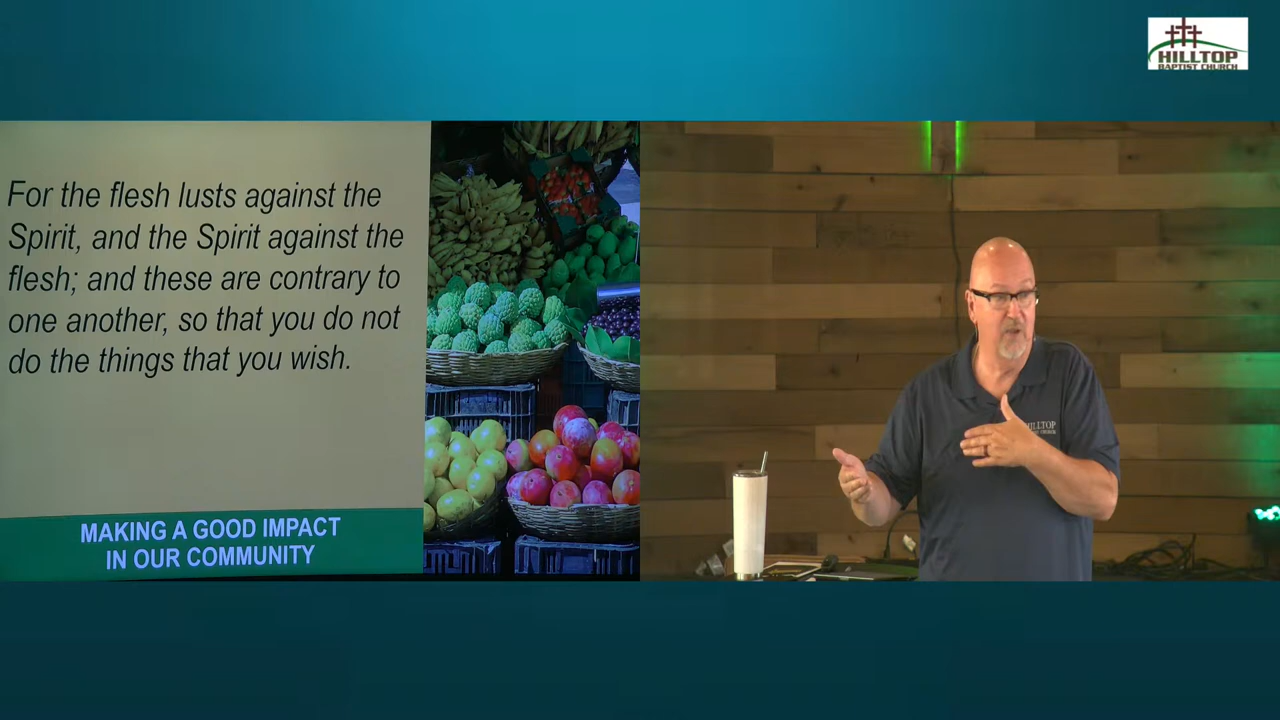 HILLTOP
BAPTIST CHURCH
For the flesh lusts against the
Spirit, and the Spirit against the
flesh; and these are contrary to
one another, so that you do not
do the things that you wish.
MAKING A GOOD IMPACT
IN OUR COMMUNITY
HILLTOP
CHURCH